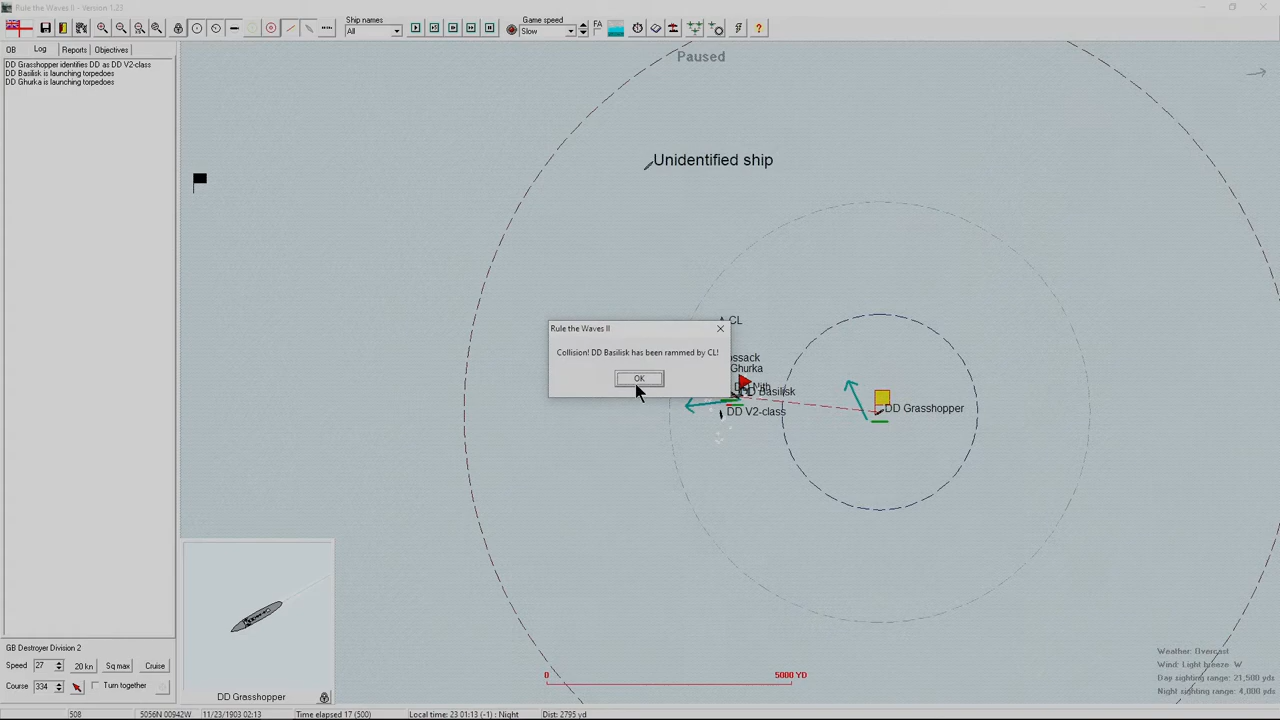 Rule the Waves II - Version 1.23
Ship names
All
Game speed
Slow
FA
OB
Log
Reports
Objectives
DD Grasshopper identifies DD as DD V2-class
DD Basilisk is launching torpedoes
DD Ghurka is launching torpedoes
Paused
Unidentified ship
CL
Rule the Waves II
Collision! DD Basilisk has been rammed by CL!
OK
ossack
Ghurka
DD Nith
DD Basilisk
DD V2-class
DD Grasshopper
GB Destroyer Division 2
Speed
27
20 kn
Sq max
Cruise
Course
334
Turn together
DD Grasshopper
0
5000 YD
Weather: Overcast
Wind: Light breeze W
Day sighting range: 21,500 yds
Night sighting range: 4,000 yds
508
5056N 00942W
11/23/1903 02:13
Time elapsed 17 (500)
Local time: 23 01:13 (-1) : Night
Dist: 2795 yd